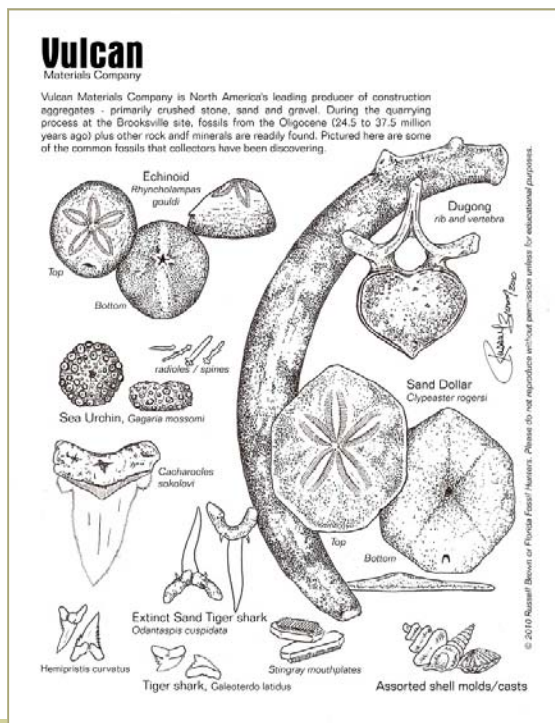 Vulcan
Materials Company
Vulcan Materials Company is North America's leading producer of construction
aggregates - primarily crushed stone, sand and gravel. During the quarrying
process at the Brooksville site, fossils from the Oligocene (24.5 to 37.5 million
years ago) plus other rock andf minerals are readily found. Pictured here are some
of the common fossils that collectors have been discovering.
Echinoid
Rhyncholampas
gouldi
Top
Bottom
Dugong
rib and vertebra
Russell Brown 2010
radioles / spines
Sea Urchin, Gagaria mossomi
Sand Dollar
Clypeaster rogersi
Cacharocles
sokolovi
Top
Bottom
Extinct Sand Tiger shark
Odantaspis cuspidata
Hemipristis curvatus
Tiger shark, Galeoterdo latidus
Stingray mouthplates
Assorted shell molds/casts
© 2010 Russell Brown or Florida Fossil Hunters. Please do not reproduce without permission unless for educational purposes.